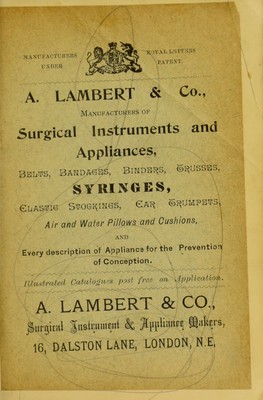 MANUFACTURERS UNDER
ROYAL LETTERS PATENT.
A. LAMBERT & Co.,
MANUFACTURERS OF
Surgical Instruments and
Appliances,
BELTS, BANDAGES, BINDERS, TRUSSES,
SYRINGES,
ELASTIC STOCKINGS, EAR TRUMPETS,
Air and Water Pillows and Cushions,
AND
Every description of Appliance for the Prevention
of Conception.
Illustrated Catalogues post free on Application.
A. LAMBERT & CO.,
Surgical Instrument & Appliance Makers,
16, DALSTON LANE, LONDON, N.E.